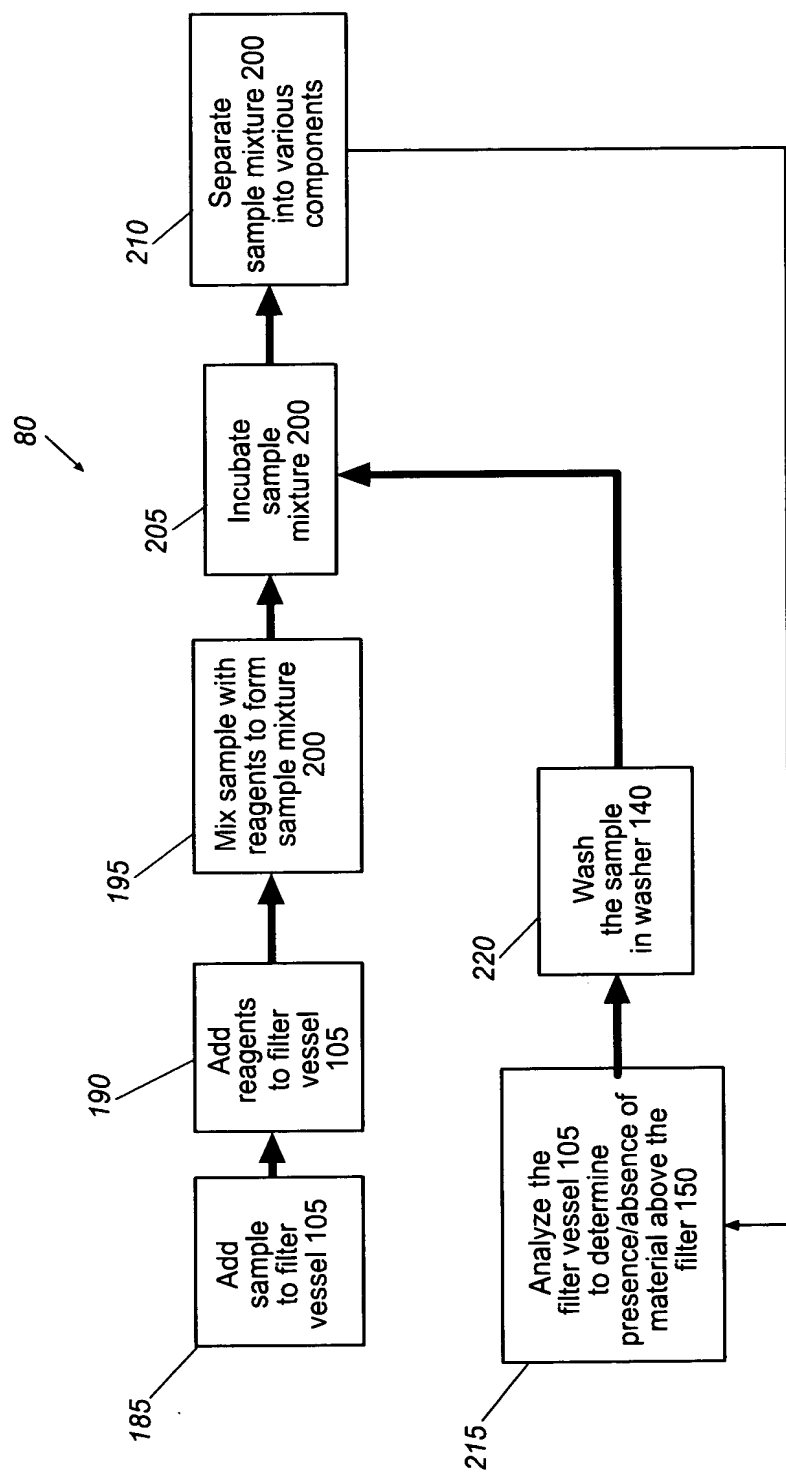 80
185
Add
sample
to filter
vessel 105
190
Add
reagents
to filter
vessel
105
195
Mix sample with
reagents to form
sample mixture
200
205
Incubate
sample
mixture 200
210
Separate
sample
mixture 200
into various
components
215
Analyze the
filter vessel 105
to determine
presence/absence of
material above the
filter 150
220
Wash
the sample
in washer 140